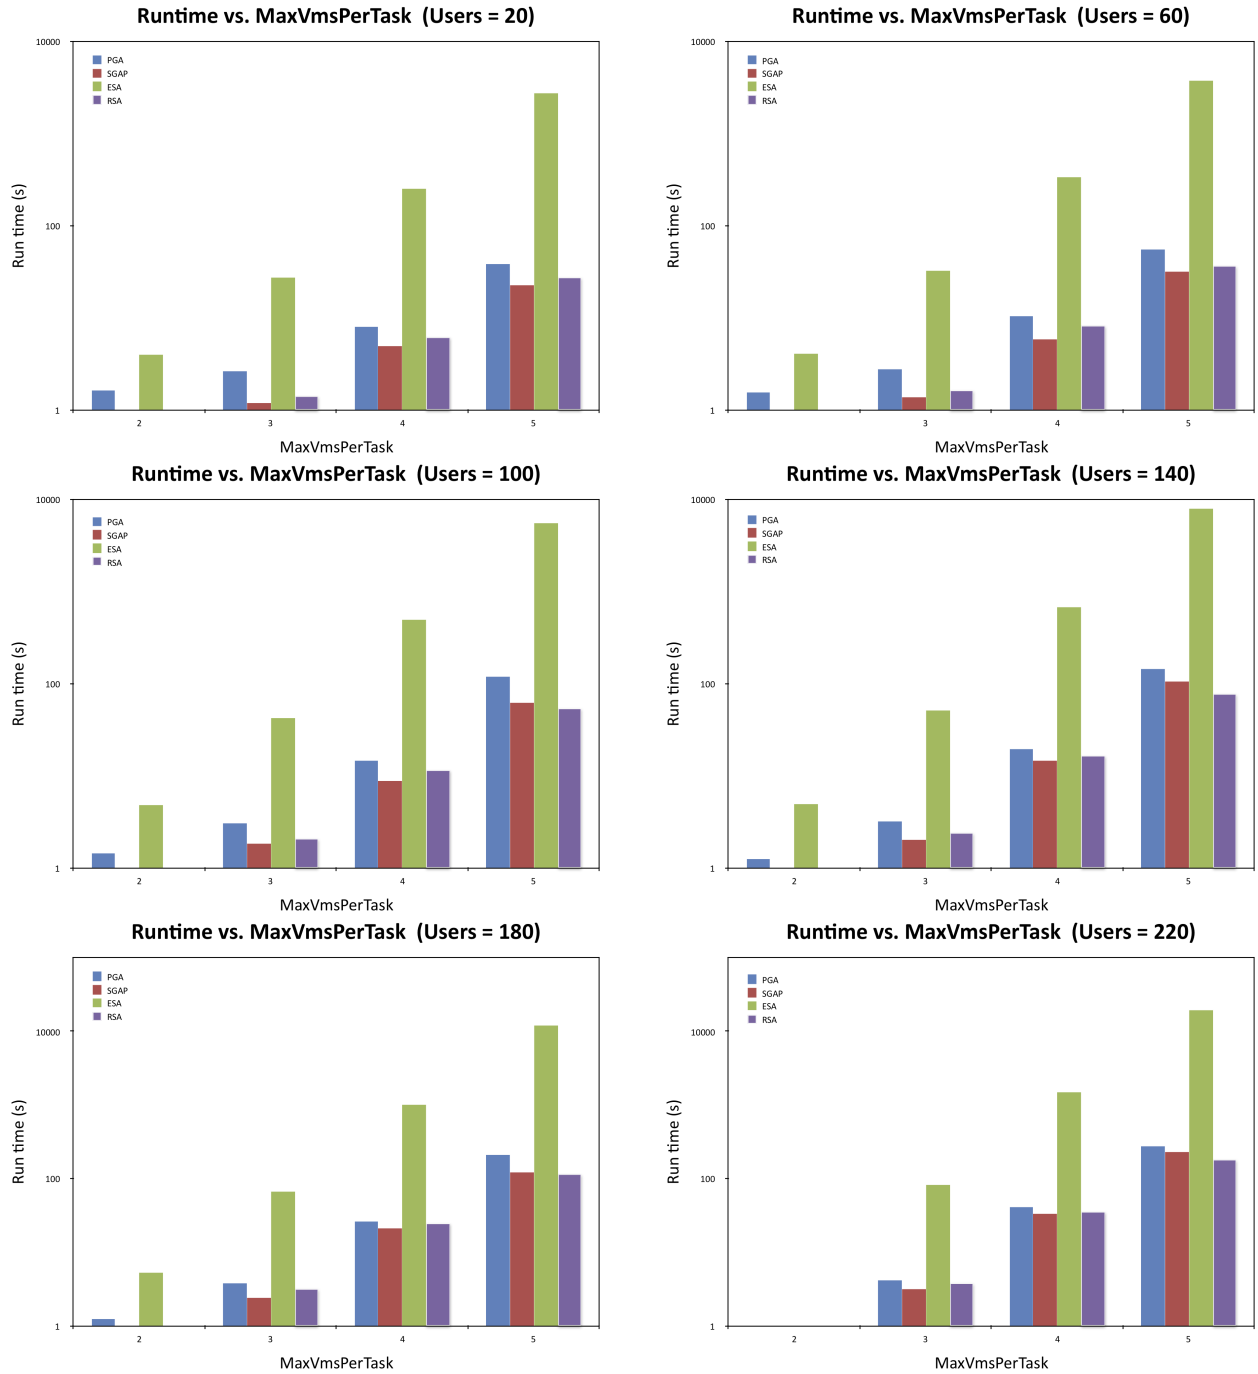 Runtime vs. MaxVmsPerTask (Users = 20)
10000
100
1
Run time (s)
PGA
SGAP
ESA
RSA
2 3 4 5
MaxVmsPerTask
Runtime vs. MaxVmsPerTask (Users = 60)
10000
100
1
Run time (s)
PGA
SGAP
ESA
RSA
2 3 4 5
MaxVmsPerTask
Runtime vs. MaxVmsPerTask (Users = 100)
10000
100
1
Run time (s)
PGA
SGAP
ESA
RSA
2 3 4 5
MaxVmsPerTask
Runtime vs. MaxVmsPerTask (Users = 140)
10000
100
1
Run time (s)
PGA
SGAP
ESA
RSA
2 3 4 5
MaxVmsPerTask
Runtime vs. MaxVmsPerTask (Users = 180)
10000
100
1
Run time (s)
PGA
SGAP
ESA
RSA
2 3 4 5
MaxVmsPerTask
Runtime vs. MaxVmsPerTask (Users = 220)
10000
100
1
Run time (s)
PGA
SGAP
ESA
RSA
2 3 4 5
MaxVmsPerTask